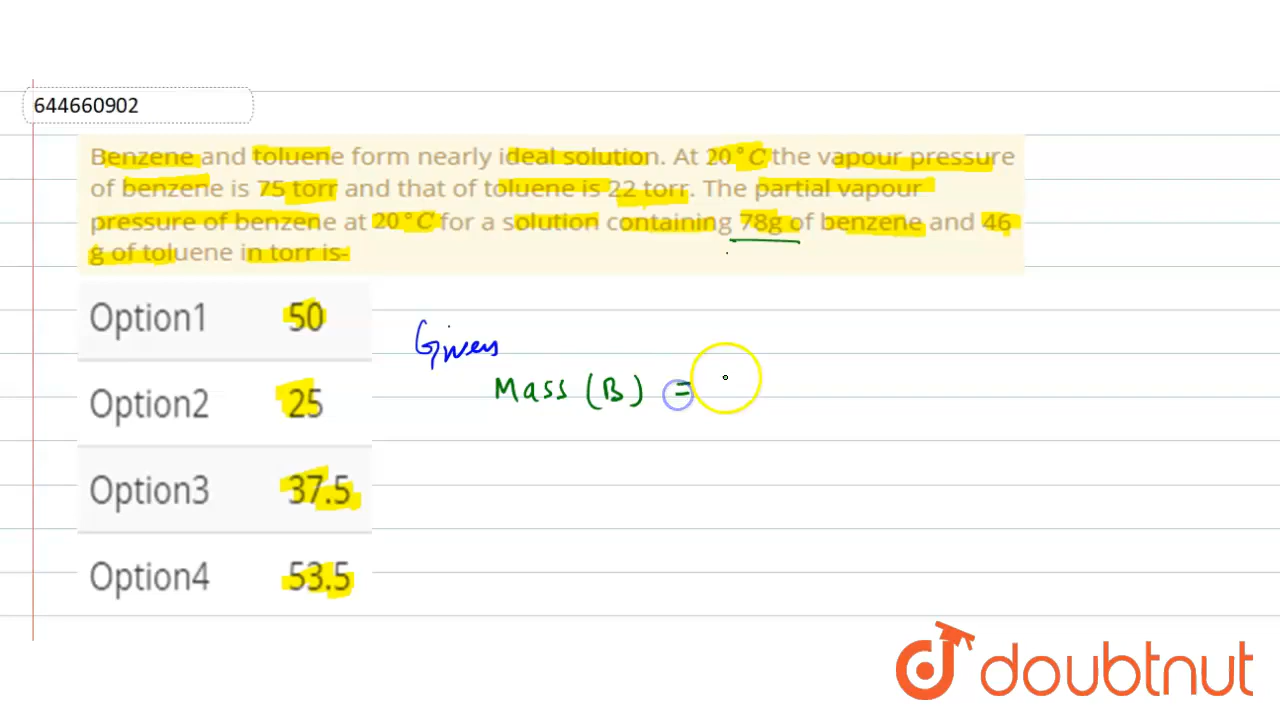 644660902
Benzene and toluene form nearly ideal solution. At 20°C the vapour pressure
of benzene is 75 torr and that of toluene is 22 torr. The partial vapour
pressure of benzene at 20°C for a solution containing 78g of benzene and 46
g of toluene in torr is-
Option1 50
Option2 25
Option3 37.5
Option4 53.5
Given
Mass (B) =
doubtnut